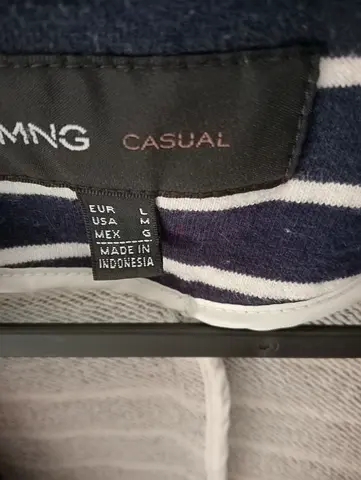 MNG CASUAL
EUR L
USA M
MEX G
MADE IN
INDONESIA